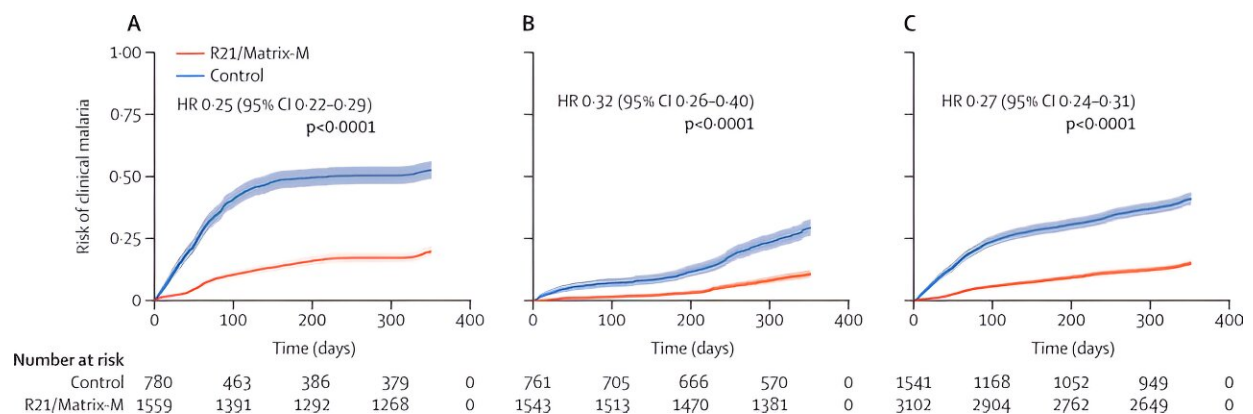 A
1·00
0·75
0·50
0·25
0
Risk of clinical malaria
R21/Matrix-M
Control
HR 0·25 (95% CI 0·22–0·29)
p<0·0001
0 100 200 300 400
Time (days)
B
HR 0·32 (95% CI 0·26–0·40)
p<0·0001
0 100 200 300 400
Time (days)
C
HR 0·27 (95% CI 0·24–0·31)
p<0·0001
0 100 200 300 400
Time (days)
Number at risk
Control 780 463 386 379 0 761 705 666 570 0 1541 1168 1052 949 0
R21/Matrix-M 1559 1391 1292 1268 0 1543 1513 1470 1381 0 3102 2904 2762 2649 0